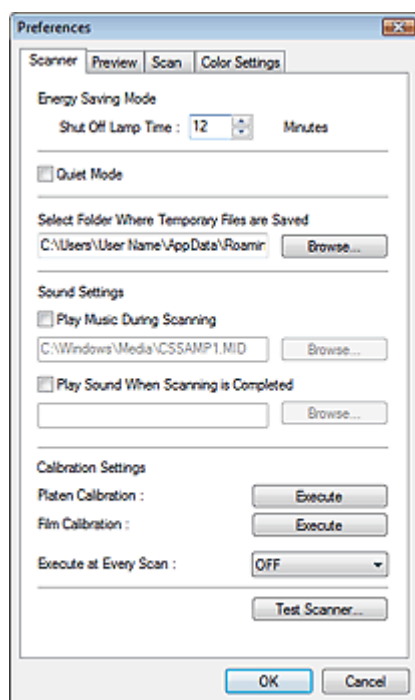 Preferences
Scanner Preview Scan Color Settings
Energy Saving Mode
Shut Off Lamp Time : 12 Minutes
Quiet Mode
Select Folder Where Temporary Files are Saved
C:\Users\User Name\AppData\Roamin Browse...
Sound Settings
Play Music During Scanning
C:\Windows\Media\CSSAMP1.MID Browse...
Play Sound When Scanning is Completed
Browse...
Calibration Settings
Platen Calibration : Execute
Film Calibration : Execute
Execute at Every Scan : OFF
Test Scanner...
OK Cancel